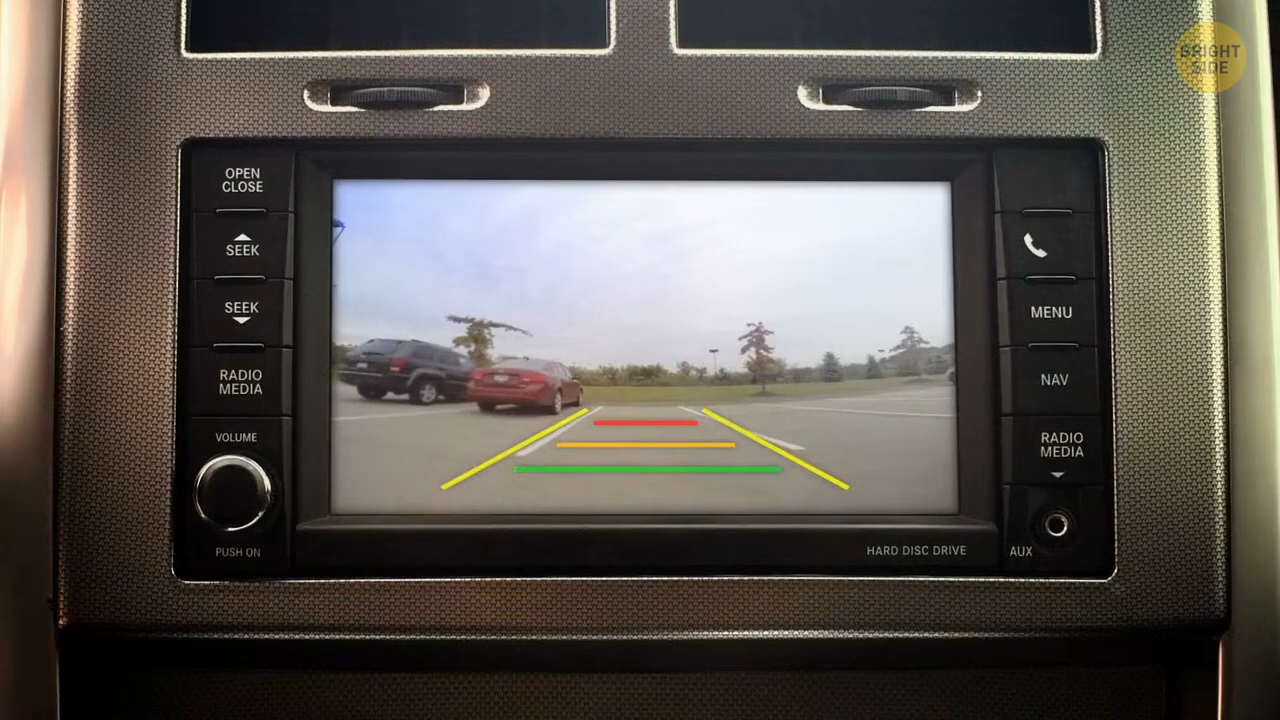 BRIGHT
SIDE
OPEN
CLOSE
SEEK
SEEK
RADIO
MEDIA
VOLUME
PUSH ON
MENU
NAV
RADIO
MEDIA
AUX
HARD DISC DRIVE